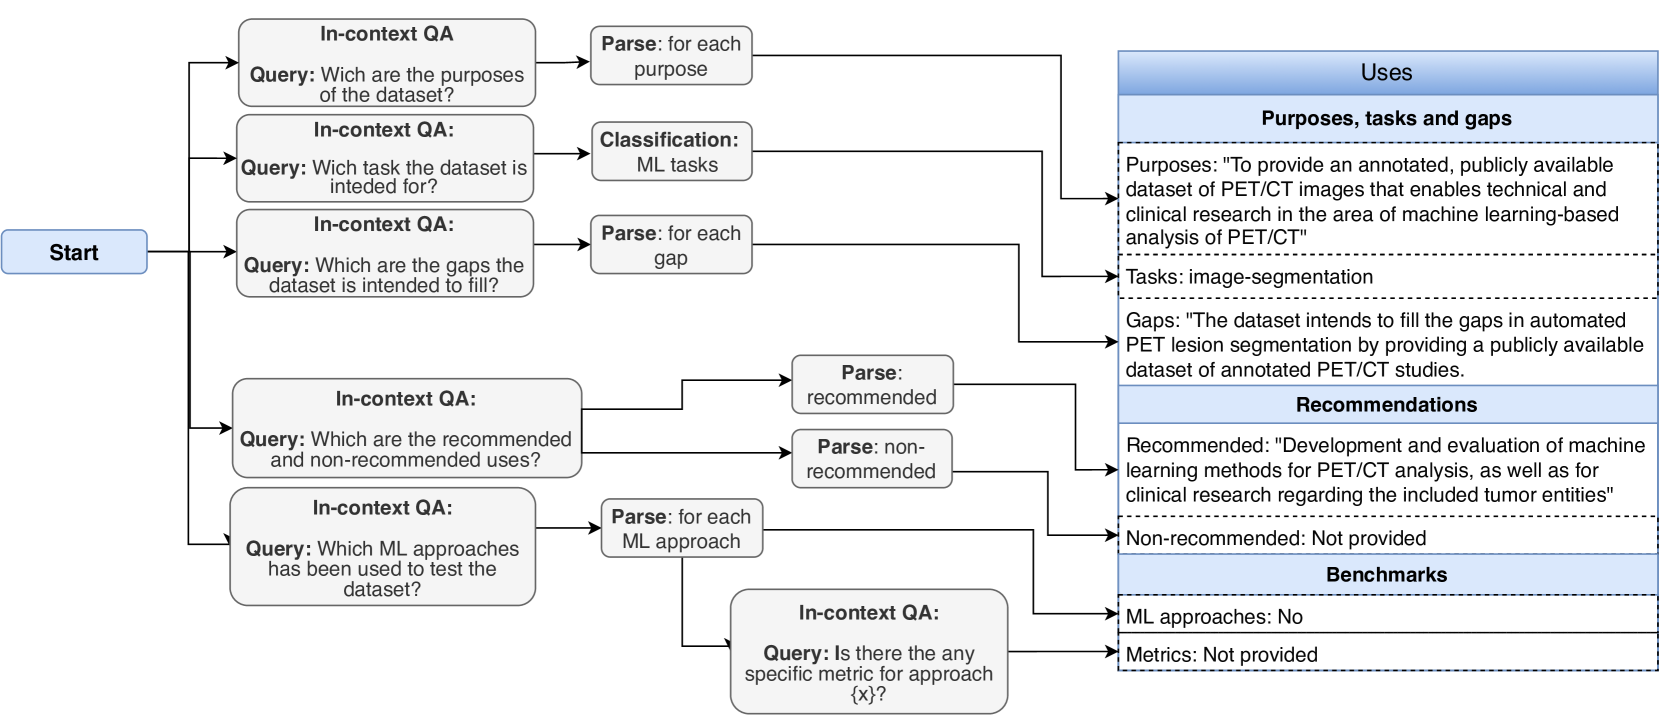 Start
In-context QA
Query: Wich are the purposes
of the dataset?
Parse: for each
purpose
In-context QA:
Query: Wich task the dataset is
inteded for?
Classification:
ML tasks
In-context QA:
Query: Which are the gaps the
dataset is intended to fill?
Parse: for each
gap
In-context QA:
Query: Which are the recommended
and non-recommended uses?
Parse:
recommended
Parse: non-
recommended
In-context QA:
Query: Which ML approaches
has been used to test the
dataset?
Parse: for each
ML approach
In-context QA:
Query: Is there the any
specific metric for approach
{x}?
Uses
Purposes, tasks and gaps
Purposes: "To provide an annotated, publicly available
dataset of PET/CT images that enables technical and
clinical research in the area of machine learning-based
analysis of PET/CT"
Tasks: image-segmentation
Gaps: "The dataset intends to fill the gaps in automated
PET lesion segmentation by providing a publicly available
dataset of annotated PET/CT studies.
Recommendations
Recommended: "Development and evaluation of machine
learning methods for PET/CT analysis, as well as for
clinical research regarding the included tumor entities"
Non-recommended: Not provided
Benchmarks
ML approaches: No
Metrics: Not provided